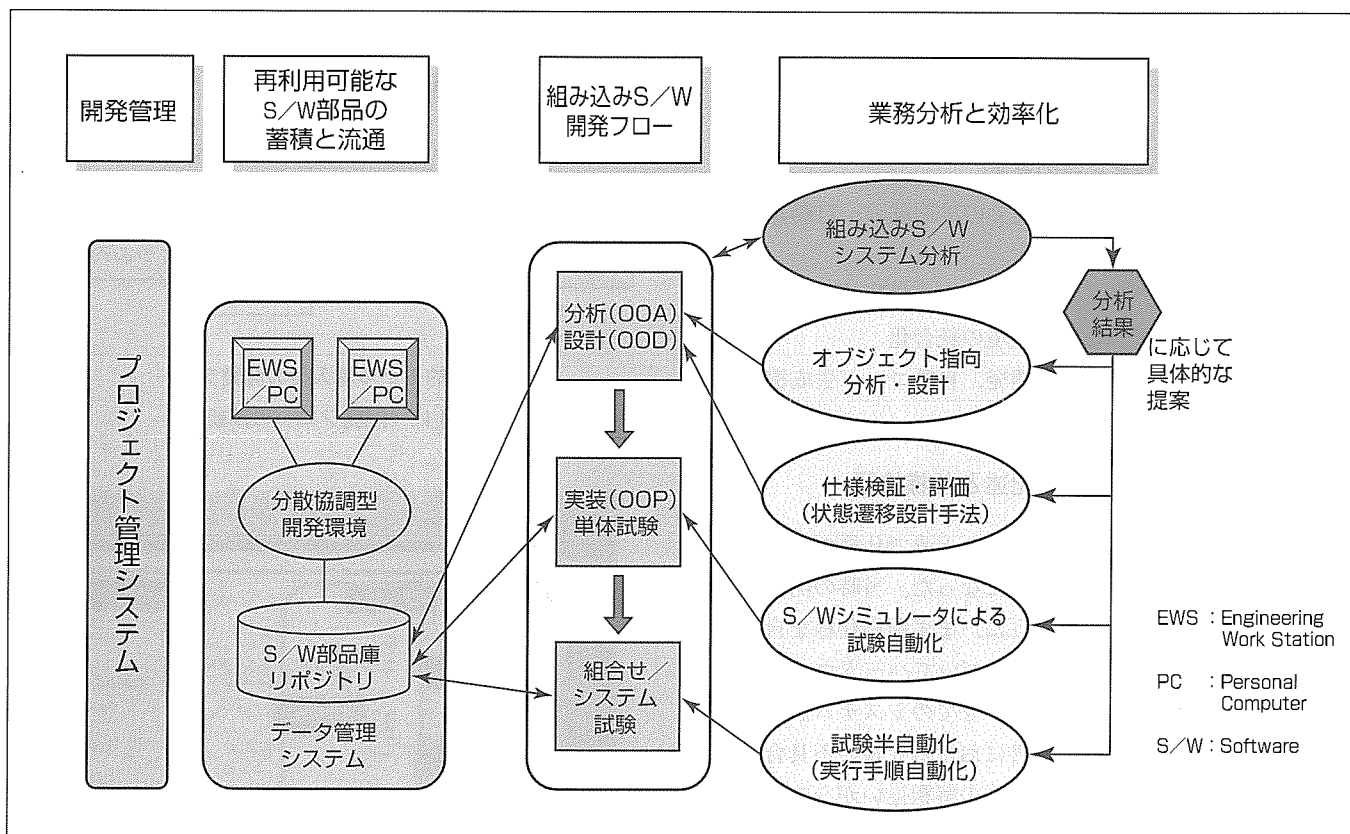 開発管理
再利用可能な
S/W部品の
蓄積と流通
組み込みS/W
開発フロー
業務分析と効率化
プロジェクト管理システム
EWS
/PC
EWS
/PC
分散協調型
開発環境
S/W部品庫
リポジトリ
データ管理
システム
分析(OOA)
設計(OOD)
実装(OOP)
単体試験
組合せ/
システム
試験
組み込みS/W
システム分析
オブジェクト指向
分析・設計
仕様検証・評価
(状態遷移設計手法)
S/Wシミュレータによる
試験自動化
試験半自動化
(実行手順自動化)
分析
結果
に応じて
具体的な
提案
EWS : Engineering
Work Station
PC : Personal
Computer
S/W : Software